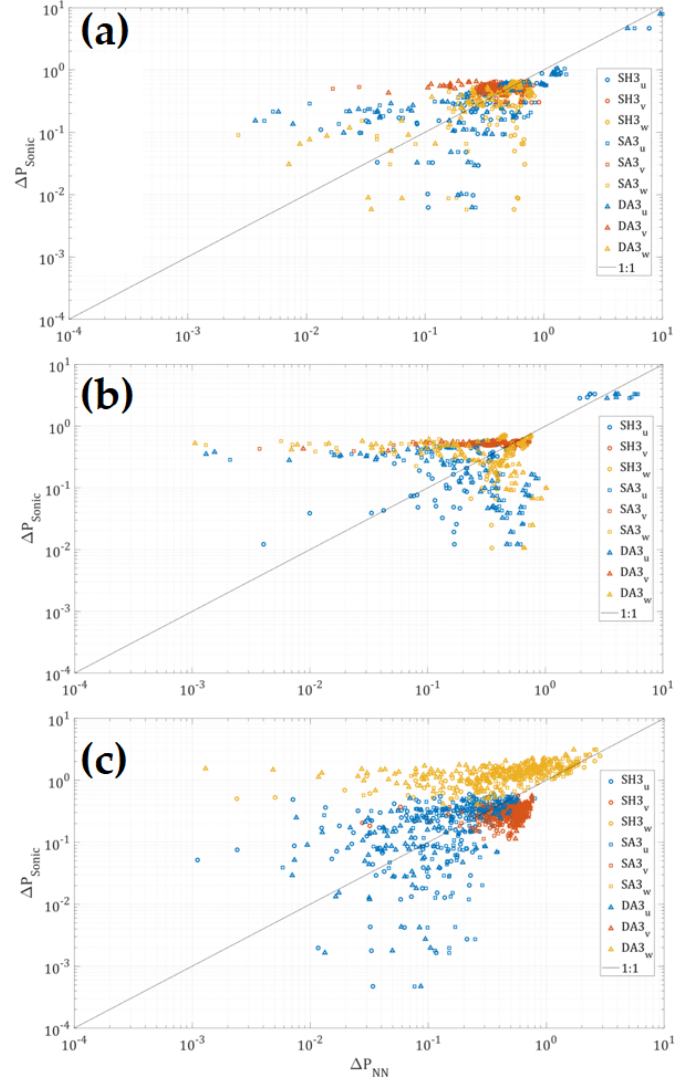 (a)
10^1
10^0
10^-1
10^-2
10^-3
10^-4
ΔP_Sonic
SH3_u
SH3_v
SH3_w
SA3_u
SA3_v
SA3_w
DA3_u
DA3_v
DA3_w
1:1
10^-4 10^-3 10^-2 10^-1 10^0 10^1
(b)
10^1
10^0
10^-1
10^-2
10^-3
10^-4
ΔP_Sonic
SH3_u
SH3_v
SH3_w
SA3_u
SA3_v
SA3_w
DA3_u
DA3_v
DA3_w
1:1
10^-4 10^-3 10^-2 10^-1 10^0 10^1
(c)
10^1
10^0
10^-1
10^-2
10^-3
10^-4
ΔP_Sonic
SH3_u
SH3_v
SH3_w
SA3_u
SA3_v
SA3_w
DA3_u
DA3_v
DA3_w
1:1
10^-4 10^-3 10^-2 10^-1 10^0 10^1
ΔP_NN